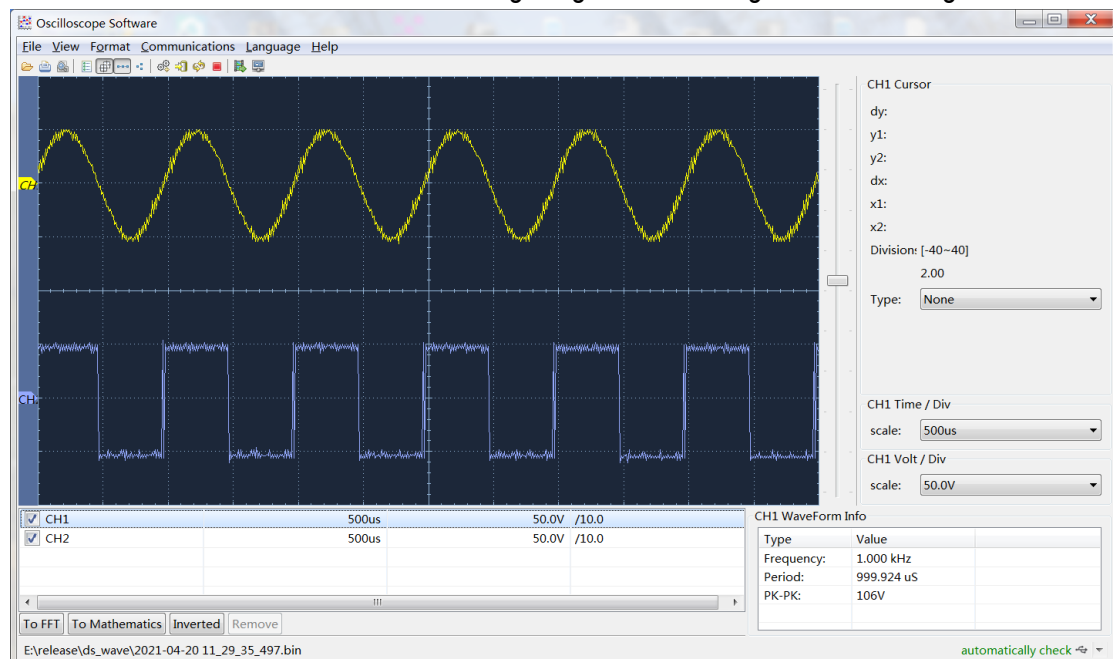 Oscilloscope Software
File View Format Communications Language Help
CH1 Cursor
dy:
y1:
y2:
dx:
x1:
x2:
Division: [-40~40]
2.00
Type: None
CH
CH
CH1 Time / Div
scale: 500us
CH1 Volt / Div
scale: 50.0V
CH1 500us 50.0V /10.0
CH2 500us 50.0V /10.0
CH1 WaveForm Info
Type Value
Frequency: 1.000 kHz
Period: 999.924 uS
PK-PK: 106V
To FFT To Mathematics Inverted Remove
E:\release\ds_wave\2021-04-20 11_29_35_497.bin automatically check